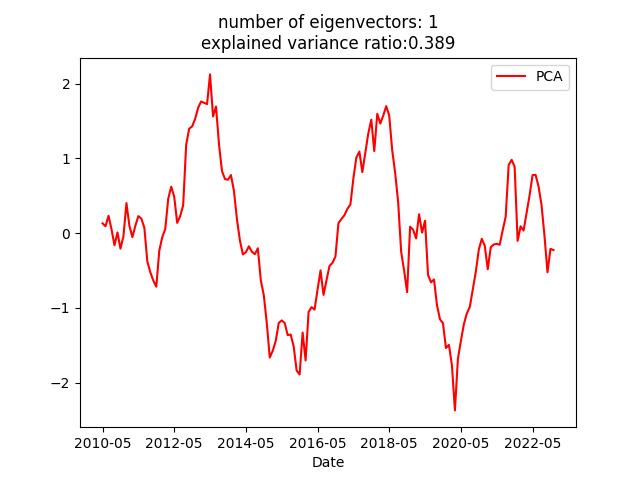 number of eigenvectors: 1
explained variance ratio:0.389
PCA
2
1
0
−1
−2
2010-05 2012-05 2014-05 2016-05 2018-05 2020-05 2022-05
Date